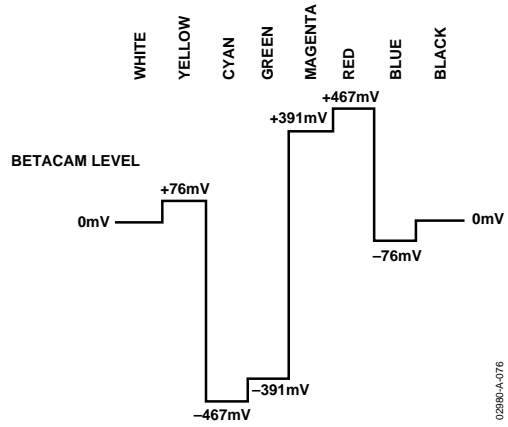 WHITE
YELLOW
CYAN
GREEN
MAGENTA
RED
BLUE
BLACK
+467mV
+391mV
BETACAM LEVEL
+76mV
0mV
0mV
–76mV
–391mV
–467mV
02980-A-076